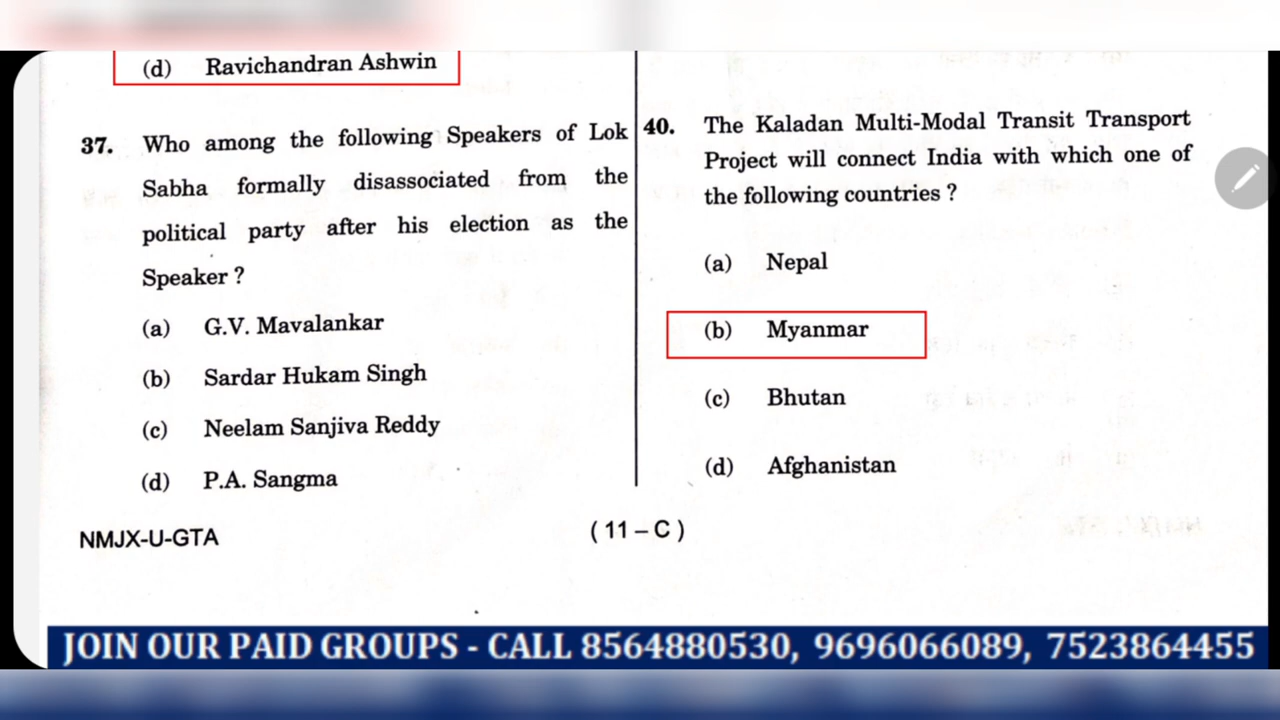 (d) Ravichandran Ashwin
37. Who among the following Speakers of Lok
Sabha formally disassociated from the
political party after his election as the
Speaker ?
(a) G.V. Mavalankar
(b) Sardar Hukam Singh
(c) Neelam Sanjiva Reddy
(d) P.A. Sangma
40. The Kaladan Multi-Modal Transit Transport
Project will connect India with which one of
the following countries ?
(a) Nepal
(b) Myanmar
(c) Bhutan
(d) Afghanistan
NMJX-U-GTA
( 11 – C )
JOIN OUR PAID GROUPS - CALL 8564880530, 9696066089, 7523864455